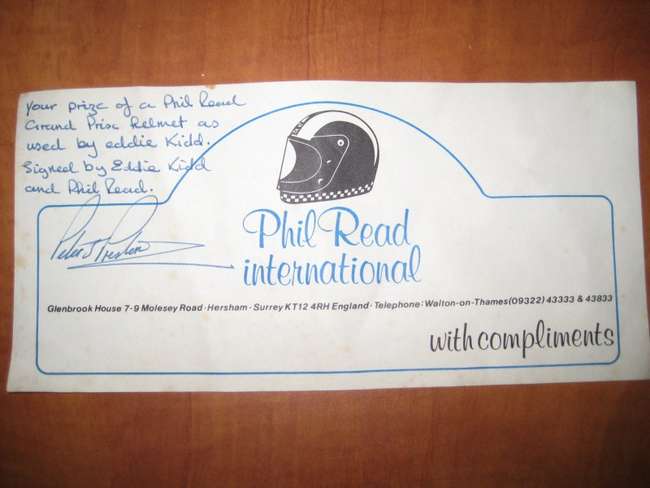 your prize of a Phil Read
Grand Prix Helmet as
used by eddie Kidd.
Signed by Eddie Kidd
and Phil Read.
Peter J Preston
Phil Read
international
Glenbrook House 7-9 Molesey Road · Hersham · Surrey KT12 4RH England · Telephone: Walton-on-Thames (09322) 43333 & 43833
with compliments